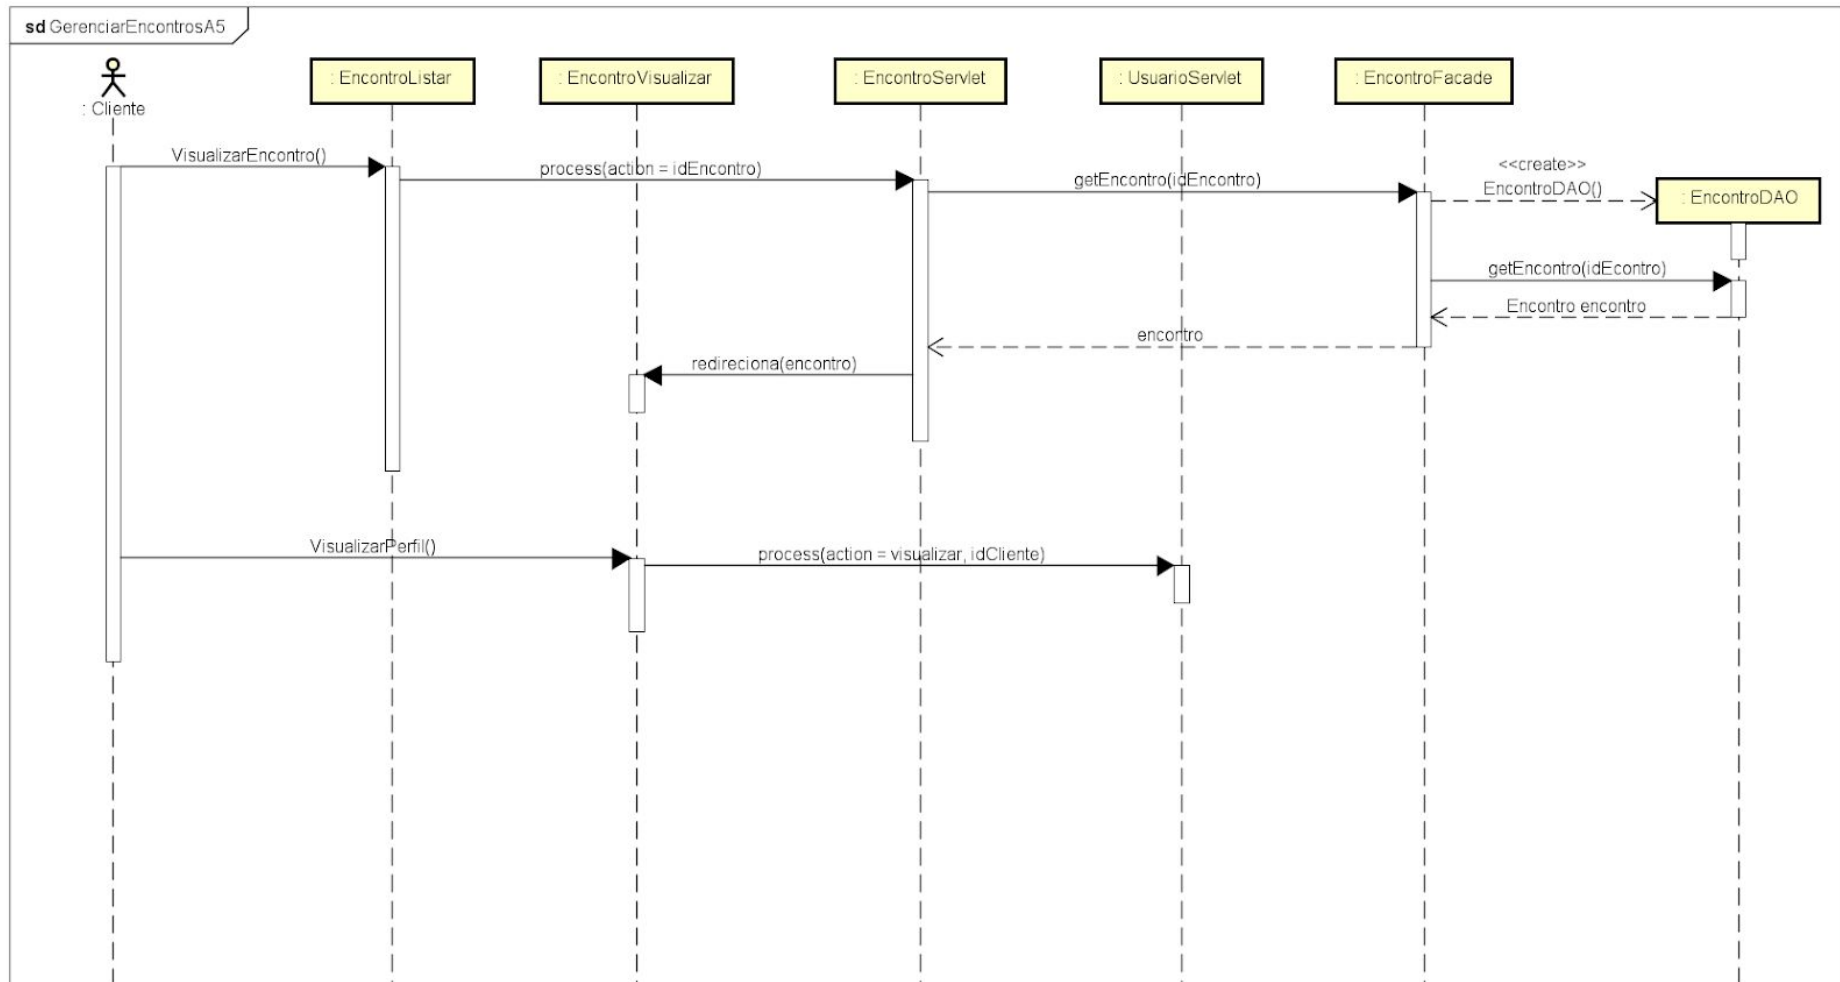 sd GerenciarEncontrosA5
: Cliente
: EncontroListar
: EncontroVisualizar
: EncontroServlet
: UsuarioServlet
: EncontroFacade
VisualizarEncontro()
process(action = idEncontro)
getEncontro(idEncontro)
<<create>>
EncontroDAO()
: EncontroDAO
getEncontro(idEcontro)
Encontro encontro
encontro
redireciona(encontro)
VisualizarPerfil()
process(action = visualizar, idCliente)